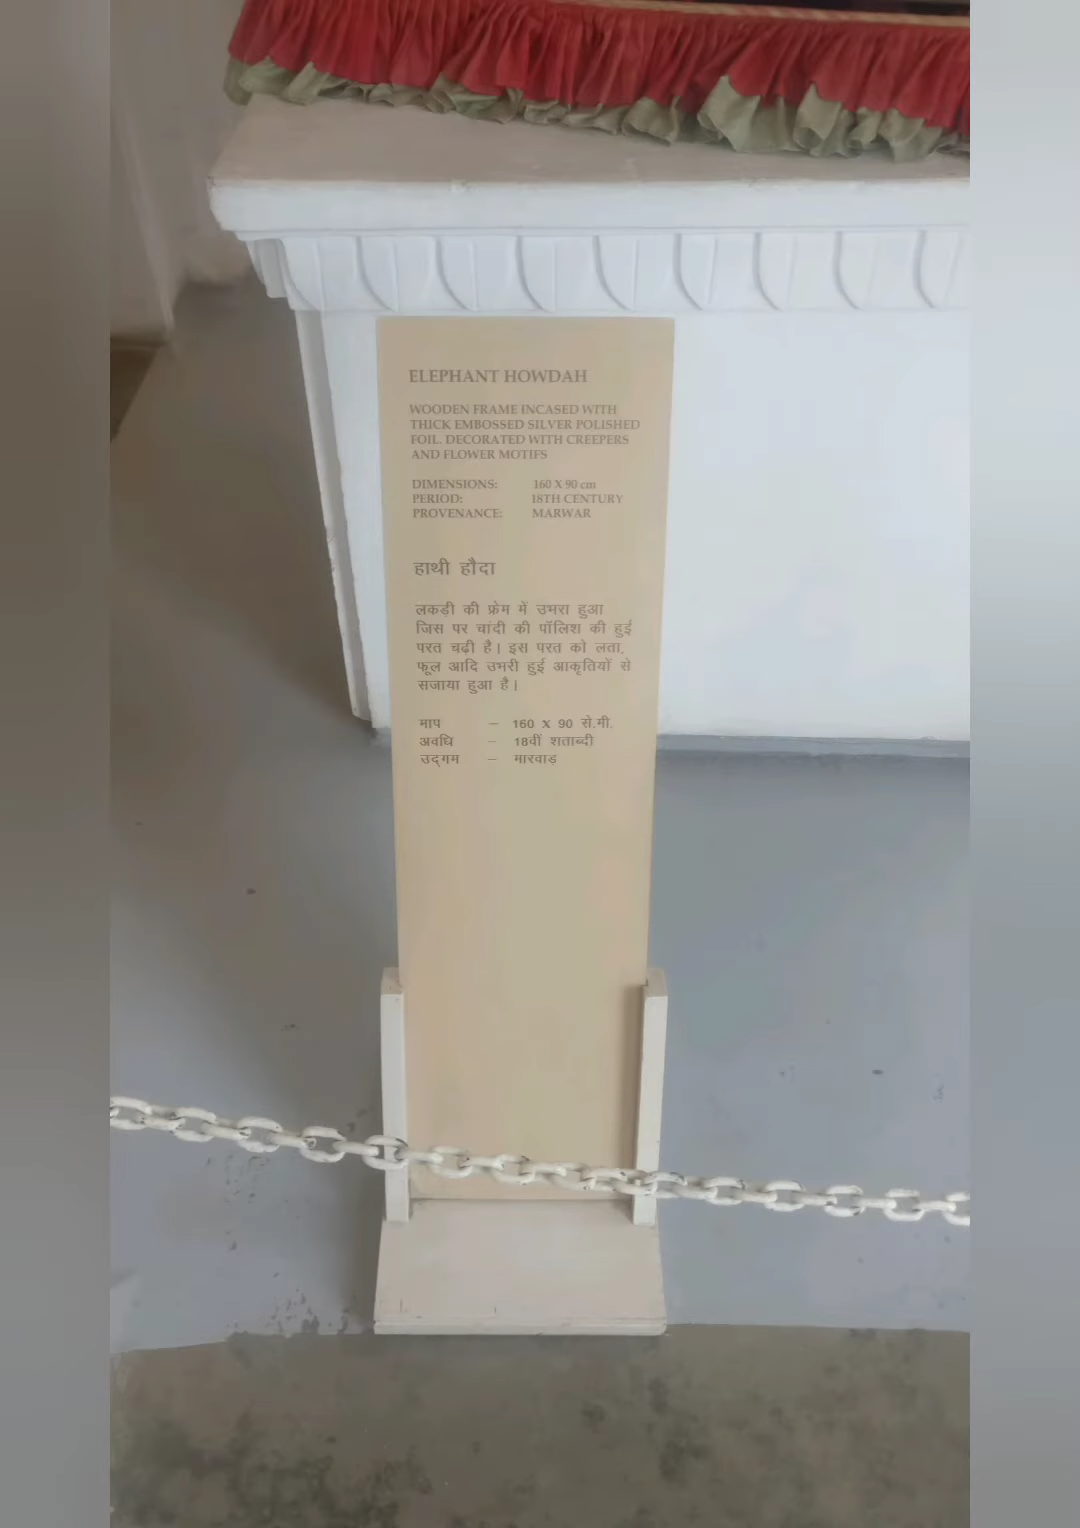 ELEPHANT HOWDAH
WOODEN FRAME INCASED WITH
THICK EMBOSSED SILVER POLISHED
FOIL. DECORATED WITH CREEPERS
AND FLOWER MOTIFS
DIMENSIONS: 160 X 90 cm
PERIOD: 18TH CENTURY
PROVENANCE: MARWAR
हाथी हौदा
लकड़ी की फ्रेम में उभरा हुआ
जिस पर चांदी की पॉलिश की हुई
परत चढ़ी है। इस परत को लता,
फूल आदि उभरी हुई आकृतियों से
सजाया हुआ है।
माप – 160 X 90 से.मी.
अवधि – 18वीं शताब्दी
उद्गम – मारवाड़